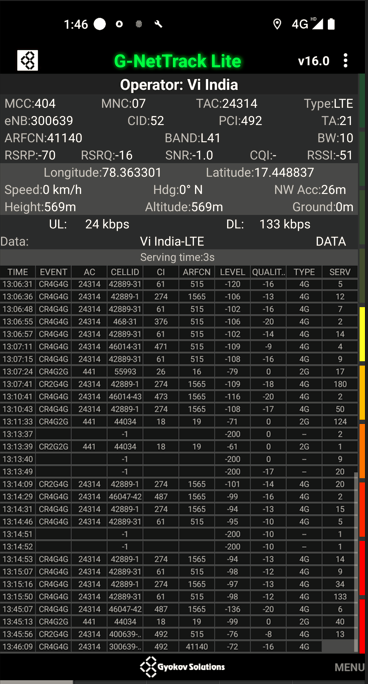 1:46 4G HD
G-NetTrack Lite v16.0
Operator: Vi India
MCC:404 MNC:07 TAC:24314 Type:LTE
eNB:300639 CID:52 PCI:492 TA:21
ARFCN:41140 BAND:L41 BW:10
RSRP:-70 RSRQ:-16 SNR:-1.0 CQI:- RSSI:-51
Longitude:78.363301 Latitude:17.448837
Speed:0 km/h Hdg:0° N NW Acc:26m
Height:569m Altitude:569m Ground:0m
UL: 24 kbps DL: 133 kbps
Data: Vi India-LTE DATA
Serving time:3s
TIME EVENT AC CELLID CI ARFCN LEVEL QUALIT.. TYPE SERV
13:06:31 CR4G4G 24314 42889-31 61 515 -120 -16 4G 5
13:06:36 CR4G4G 24314 42889-1 274 1565 -106 -13 4G 12
13:06:48 CR4G4G 24314 42889-31 61 515 -102 -16 4G 7
13:06:55 CR4G4G 24314 468-31 376 515 -106 -20 4G 2
13:06:57 CR4G4G 24314 42889-31 61 515 -102 -14 4G 14
13:07:11 CR4G4G 24314 46014-31 471 515 -109 -9 4G 4
13:07:15 CR4G4G 24314 42889-31 61 515 -108 -16 4G 9
13:07:24 CR4G2G 441 55993 26 16 -79 0 2G 17
13:07:41 CR2G4G 24314 42889-1 274 1565 -109 -18 4G 180
13:10:41 CR4G4G 24314 46014-43 473 1565 -116 -20 4G 2
13:10:43 CR4G4G 24314 42889-1 274 1565 -108 -17 4G 50
13:11:33 CR4G2G 441 44034 18 19 -71 0 2G 124
13:13:37 -1 -200 0 – 2
13:13:39 CR2G2G 441 44034 18 19 -61 0 2G 1
13:13:40 -1 -200 0 – 9
13:13:49 -1 -200 -17 – 20
13:14:09 CR2G4G 24314 42889-1 274 1565 -101 -14 4G 20
13:14:29 CR4G4G 24314 46047-42 487 1565 -99 -16 4G 2
13:14:31 CR4G4G 24314 42889-1 274 1565 -94 -13 4G 15
13:14:46 CR4G4G 24314 42889-31 61 515 -95 -10 4G 5
13:14:51 -1 -200 -10 – 1
13:14:52 -1 -200 -10 – 1
13:14:53 CR4G4G 24314 42889-1 274 1565 -94 -13 4G 14
13:15:07 CR4G4G 24314 42889-31 61 515 -98 -12 4G 9
13:15:16 CR4G4G 24314 42889-1 274 1565 -97 -13 4G 34
13:15:50 CR4G4G 24314 42889-31 61 515 -98 -12 4G 133
13:45:07 CR4G4G 24314 46047-42 487 1565 -136 -20 4G 6
13:45:16 CR4G2G 441 44034 18 19 -99 0 2G 40
13:45:56 CR2G4G 24314 400639-.. 492 515 -76 -8 4G 13
13:46:09 CR4G4G 24314 300639-.. 492 41140 -72 -16 4G
Gyokov Solutions MENU